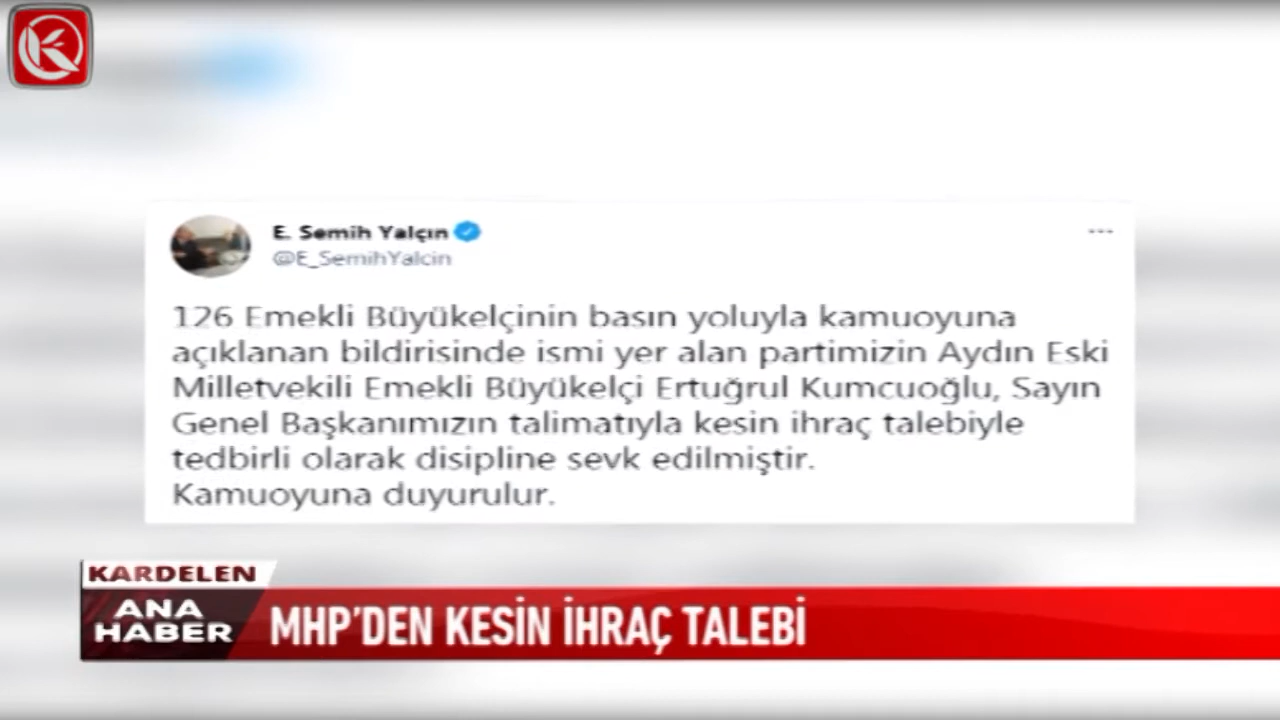 E. Semih Yalçın
@E_SemihYalcin
126 Emekli Büyükelçinin basın yoluyla kamuoyuna
açıklanan bildirisinde ismi yer alan partimizin Aydın Eski
Milletvekili Emekli Büyükelçi Ertuğrul Kumcuoğlu, Sayın
Genel Başkanımızın talimatıyla kesin ihraç talebiyle
tedbirli olarak disipline sevk edilmiştir.
Kamuoyuna duyurulur.
KARDELEN
ANA
HABER
MHP'DEN KESİN İHRAÇ TALEBİ